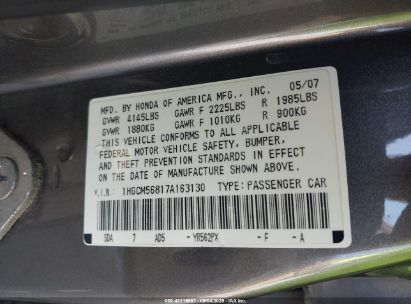 MFD. BY HONDA OF AMERICA MFG., INC. 05/07
GVWR 4145LBS GAWR F 2225LBS R 1985LBS
GVWR 1880KG GAWR F 1010KG R 900KG
THIS VEHICLE CONFORMS TO ALL APPLICABLE
FEDERAL MOTOR VEHICLE SAFETY, BUMPER,
AND THEFT PREVENTION STANDARDS IN EFFECT
ON THE DATE OF MANUFACTURE SHOWN ABOVE.
V.I.N.: 1HGCM56817A163130 TYPE: PASSENGER CAR
SDA 7 AD5 - YR562PX - F - A